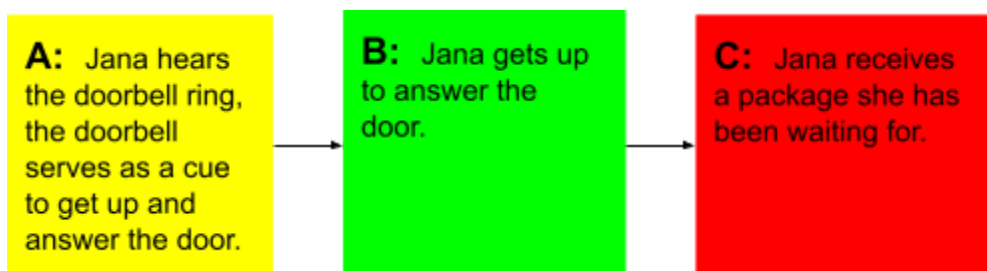 A: Jana hears
the doorbell ring,
the doorbell
serves as a cue
to get up and
answer the door.
B: Jana gets up
to answer the
door.
C: Jana receives
a package she has
been waiting for.